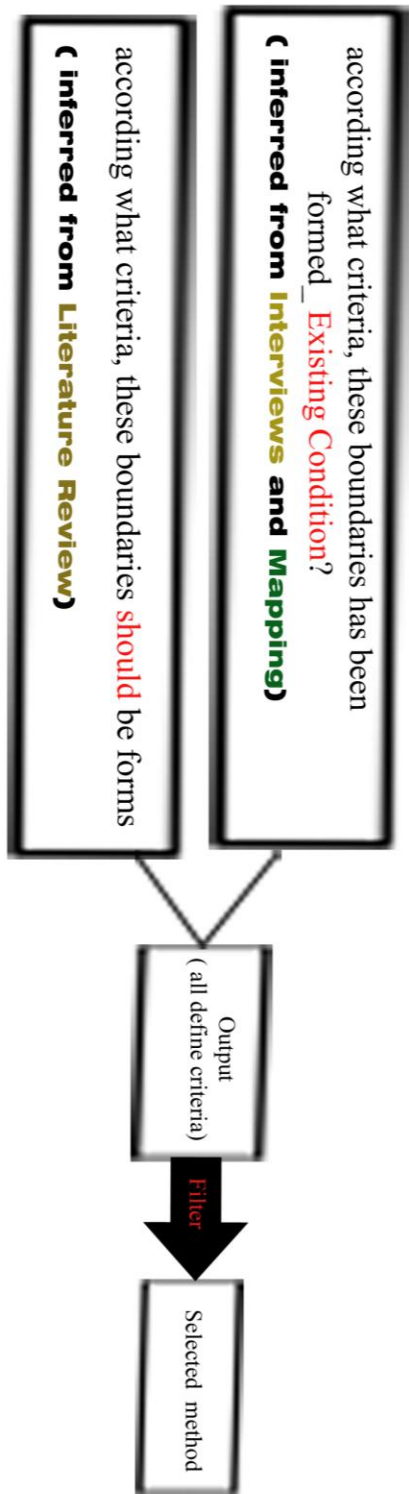 according what criteria, these boundaries has been
formed_ Existing Condition?
( inferred from Interviews and Mapping)
according what criteria, these boundaries should be forms
( inferred from Literature Review)
Output
( all define criteria)
Filter
Selected method